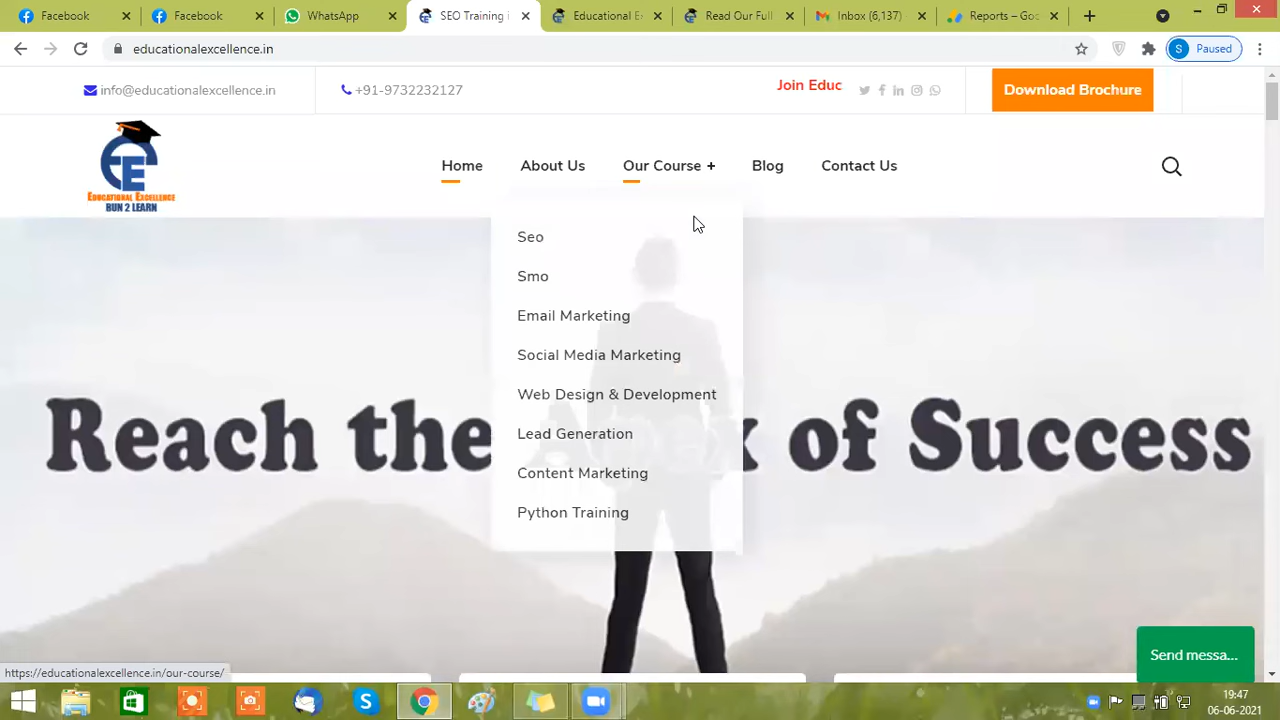 Facebook
Facebook
WhatsApp
SEO Training i
Educational Ex
Read Our Full
Inbox (6,137)
Reports – Goo
educationalexcellence.in
S
Paused
info@educationalexcellence.in
+91-9732232127
Join Educ
Download Brochure
EDUCATIONAL EXCELLENCE
BUN 2 LEARN
Home
About Us
Our Course +
Blog
Contact Us
Seo
Smo
Email Marketing
Social Media Marketing
Web Design & Development
Lead Generation
Content Marketing
Python Training
Reach the
of Success
Send messa...
https://educationalexcellence.in/our-course/
19:47
06-06-2021